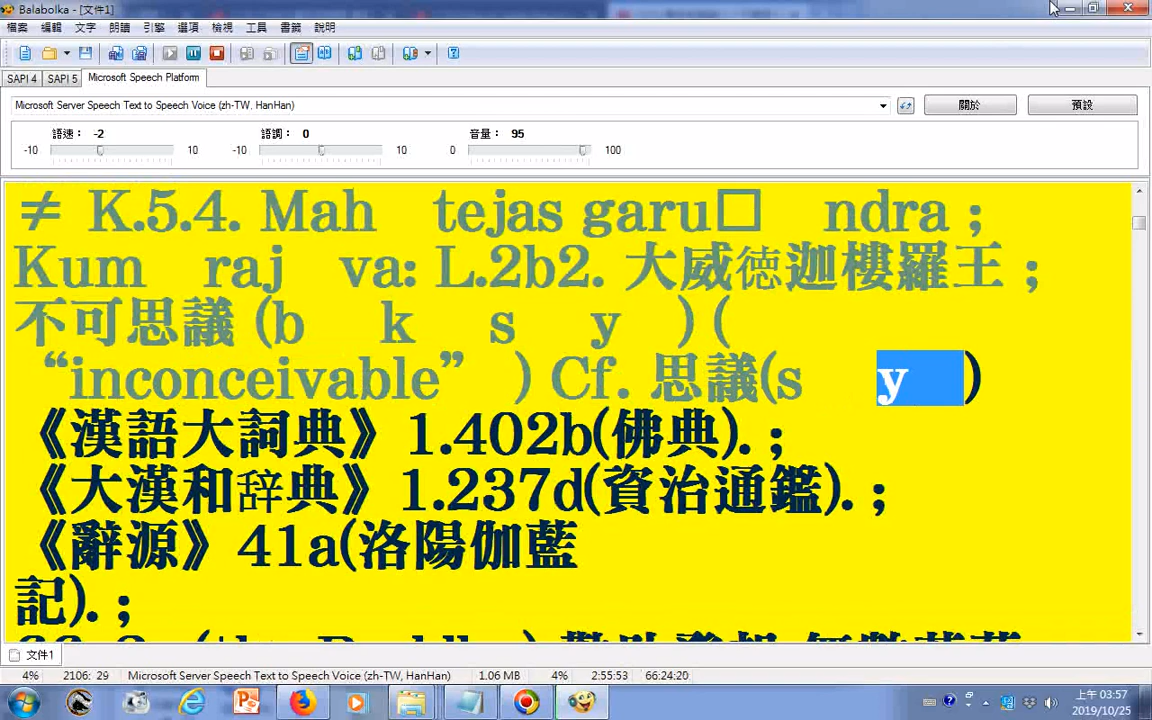 Balabolka - [文件1]
檔案 編輯 文字 朗讀 引擎 選項 檢視 工具 書籤 說明
SAPI 4 SAPI 5 Microsoft Speech Platform
Microsoft Server Speech Text to Speech Voice (zh-TW, HanHan) 關於 預設
語速： -2 語調： 0 音量： 95
-10 10 -10 10 0 100
≠ K.5.4. Mah tejas garu□ ndra ;
Kum raj va: L.2b2. 大威徳迦樓羅王 ;
不可思議 (b k s y ) (
“inconceivable” ) Cf. 思議(s y )
《漢語大詞典》 1.402b(佛典). ;
《大漢和辞典》 1.237d(資治通鑑). ;
《辭源》 41a(洛陽伽藍
記). ;
文件1
4% 2106: 29 Microsoft Server Speech Text to Speech Voice (zh-TW, HanHan) 1.06 MB 4% 2:55:53 66:24:20
上午 03:57
2019/10/25